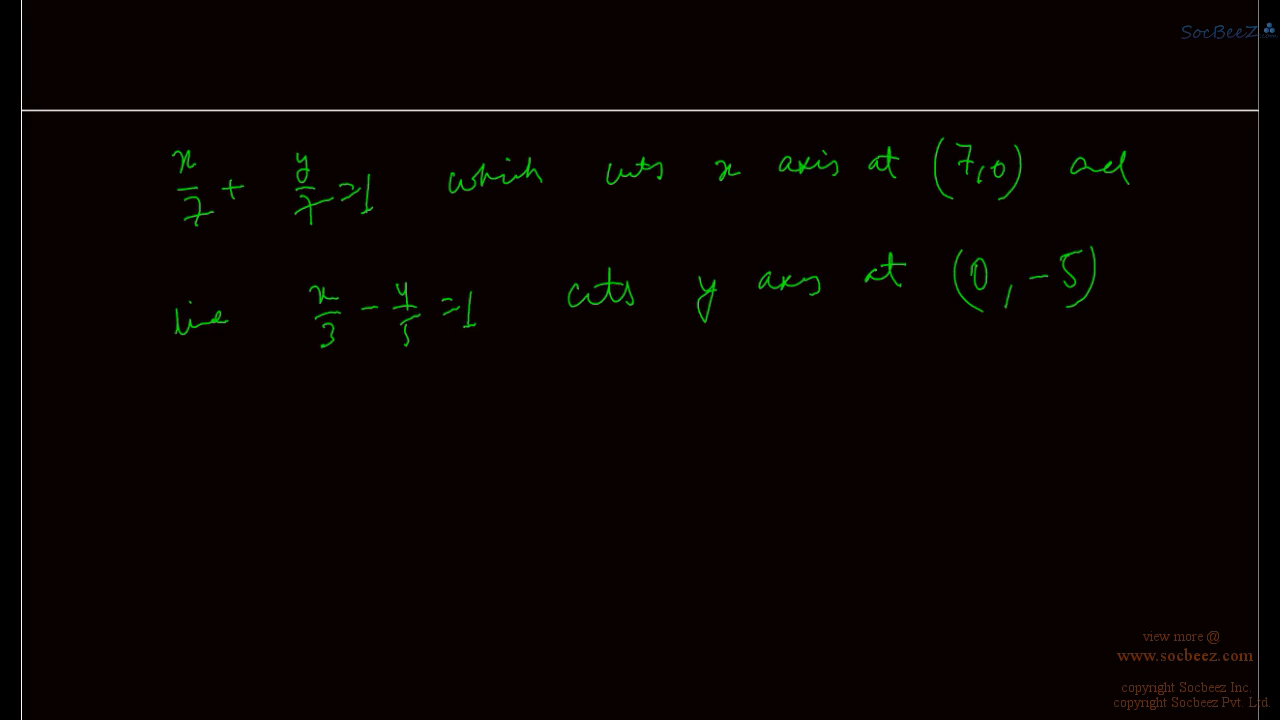 SocBeeZ
x/7 + y/7 = 1 which cuts x axis at (7,0) and
line x/3 - y/5 = 1 cuts y axis at (0, -5)
view more @
www.socbeez.com
copyright Socbeez Inc.
copyright Socbeez Pvt. Ltd.